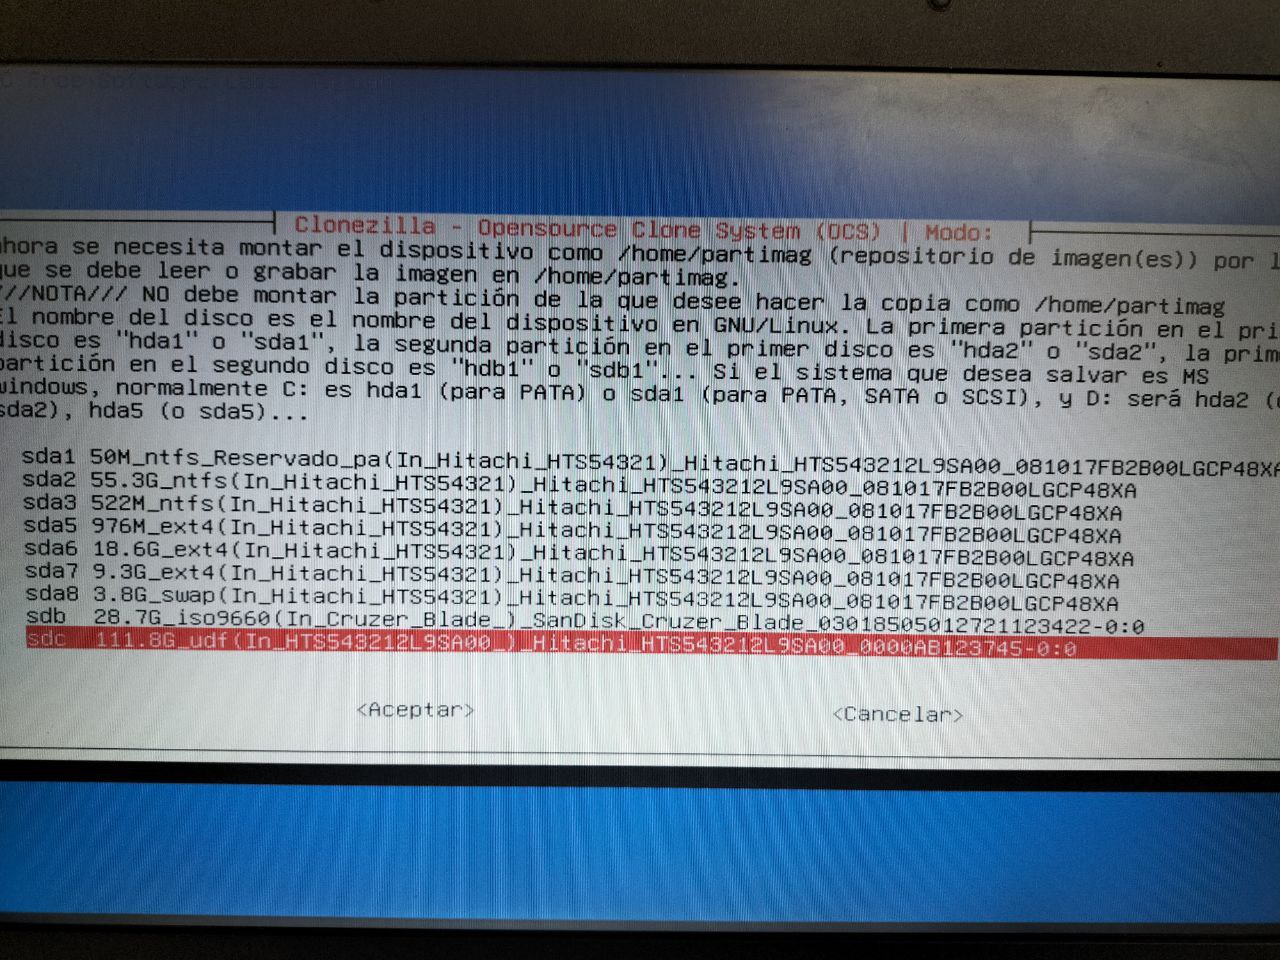 Clonezilla - Opensource Clone System (OCS) | Modo:
ahora se necesita montar el dispositivo como /home/partimag (repositorio de imagen(es)) por l
que se debe leer o grabar la imagen en /home/partimag.
///NOTA/// NO debe montar la partición de la que desee hacer la copia como /home/partimag
El nombre del disco es el nombre del dispositivo en GNU/Linux. La primera partición en el pri
disco es "hda1" o "sda1", la segunda partición en el primer disco es "hda2" o "sda2", la prim
partición en el segundo disco es "hdb1" o "sdb1"... Si el sistema que desea salvar es MS
windows, normalmente C: es hda1 (para PATA) o sda1 (para PATA, SATA o SCSI), y D: será hda2 (o
sda2), hda5 (o sda5)...
sda1 50M_ntfs_Reservado_pa(In_Hitachi_HTS54321)_Hitachi_HTS543212L9SA00_081017FB2B00LGCP48XA
sda2 55.3G_ntfs(In_Hitachi_HTS54321)_Hitachi_HTS543212L9SA00_081017FB2B00LGCP48XA
sda3 522M_ntfs(In_Hitachi_HTS54321)_Hitachi_HTS543212L9SA00_081017FB2B00LGCP48XA
sda5 976M_ext4(In_Hitachi_HTS54321)_Hitachi_HTS543212L9SA00_081017FB2B00LGCP48XA
sda6 18.6G_ext4(In_Hitachi_HTS54321)_Hitachi_HTS543212L9SA00_081017FB2B00LGCP48XA
sda7 9.3G_ext4(In_Hitachi_HTS54321)_Hitachi_HTS543212L9SA00_081017FB2B00LGCP48XA
sda8 3.8G_swap(In_Hitachi_HTS54321)_Hitachi_HTS543212L9SA00_081017FB2B00LGCP48XA
sdb 28.7G_iso9660(In_Cruzer_Blade_)_SanDisk_Cruzer_Blade_03018505012721123422-0:0
sdc 111.8G_udf(In_HTS543212L9SA00_)_Hitachi_HTS543212L9SA00_0000AB123745-0:0
<Aceptar> <Cancelar>